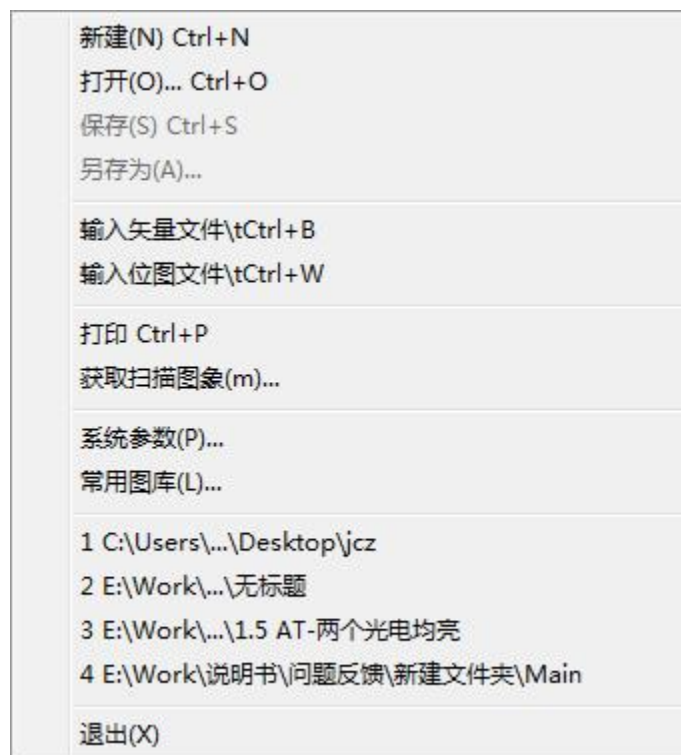 新建(N) Ctrl+N
打开(O)... Ctrl+O
保存(S) Ctrl+S
另存为(A)...
输入矢量文件\tCtrl+B
输入位图文件\tCtrl+W
打印 Ctrl+P
获取扫描图象(m)...
系统参数(P)...
常用图库(L)...
1 C:\Users\...\Desktop\jcz
2 E:\Work\...\无标题
3 E:\Work\...\1.5 AT-两个光电均亮
4 E:\Work\说明书\问题反馈\新建文件夹\Main
退出(X)